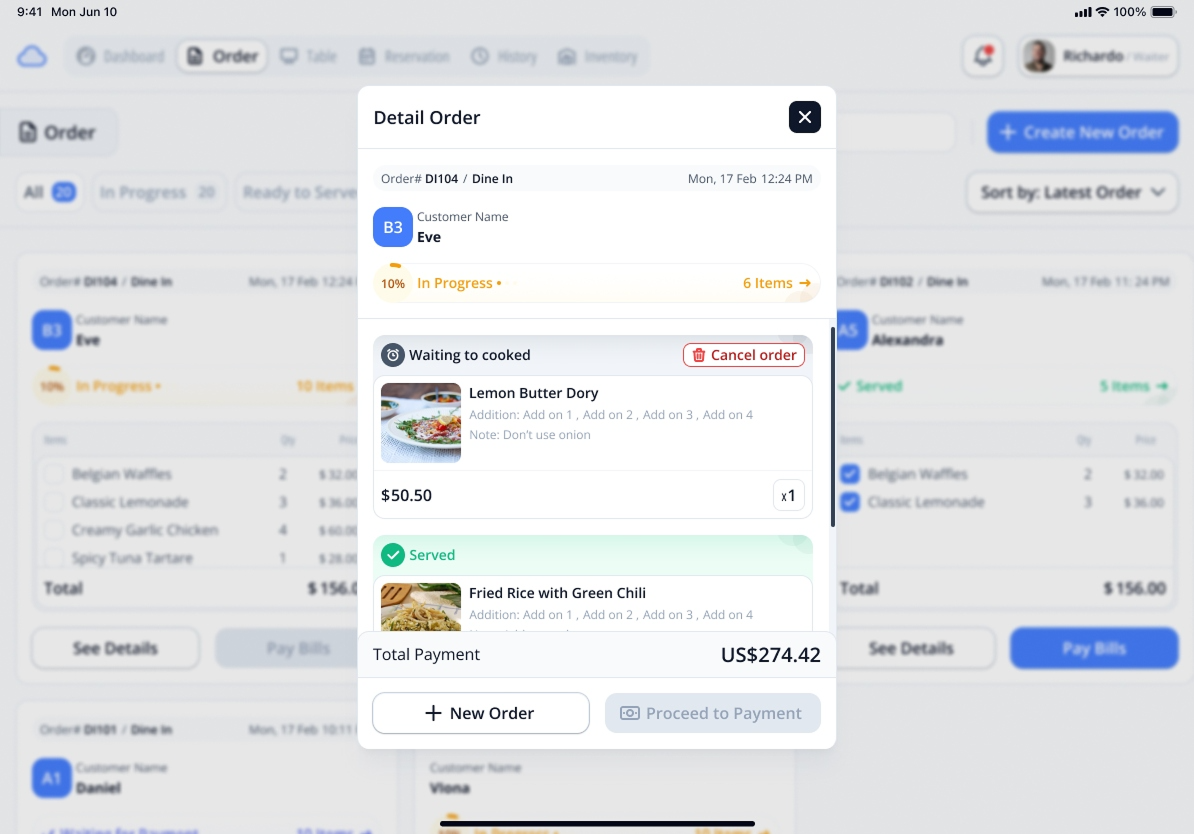 9:41 Mon Jun 10 100%
Dashboard Order Table Reservation History Inventory Richardo / Waiter
Order Create New Order
All 20 In Progress 20 Ready to Serve Sort by: Latest Order
Detail Order
Order# DI104 / Dine In Mon, 17 Feb 12:24 PM
B3 Customer Name
Eve
10% In Progress • 6 Items →
Waiting to cooked Cancel order
Lemon Butter Dory
Addition: Add on 1 , Add on 2 , Add on 3 , Add on 4
Note: Don't use onion
$50.50 x1
Served
Fried Rice with Green Chili
Addition: Add on 1 , Add on 2 , Add on 3 , Add on 4
Total Payment US$274.42
New Order Proceed to Payment
Order# DI104 / Dine In Mon, 17 Feb 12:24
B3 Customer Name
Eve
10% In Progress • 10 Items
Items Qty Price
Belgian Waffles 2 $ 32.00
Classic Lemonade 3 $ 36.00
Creamy Garlic Chicken 4 $ 60.00
Spicy Tuna Tartare 1 $ 28.00
Total $ 156.0
See Details Pay Bills
Order# DI102 / Dine In Mon, 17 Feb 11: 24 PM
A5 Customer Name
Alexandra
Served 5 Items →
Items Qty Price
Belgian Waffles 2 $ 32.00
Classic Lemonade 3 $ 36.00
Total $ 156.00
See Details Pay Bills
Order# DI101 / Dine In Mon, 17 Feb 10:11
A1 Customer Name
Daniel
Waiting for Payment 10 Items →
Customer Name
Viona
10% In Progress • 10 Items →